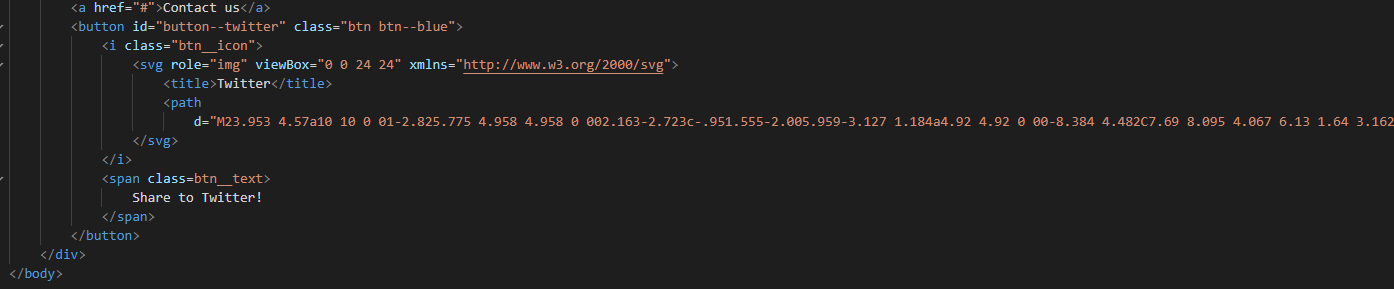 <a href="#">Contact us</a>
<button id="button--twitter" class="btn btn--blue">
<i class="btn__icon">
<svg role="img" viewBox="0 0 24 24" xmlns="http://www.w3.org/2000/svg">
<title>Twitter</title>
<path
d="M23.953 4.57a10 10 0 01-2.825.775 4.958 4.958 0 002.163-2.723c-.951.555-2.005.959-3.127 1.184a4.92 4.92 0 00-8.384 4.482C7.69 8.095 4.067 6.13 1.64 3.162
</svg>
</i>
<span class=btn__text>
Share to Twitter!
</span>
</button>
</div>
</body>